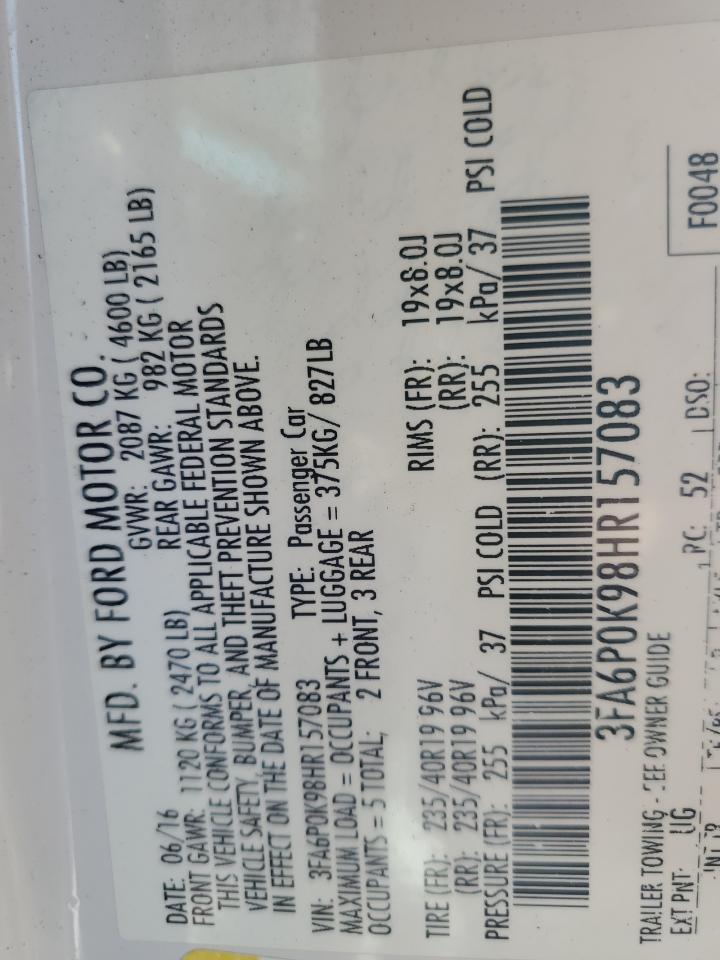 MFD. BY FORD MOTOR CO.
DATE: 06/16 GVWR: 2087 KG ( 4600 LB)
FRONT GAWR: 1120 KG ( 2470 LB) REAR GAWR: 982 KG ( 2165 LB)
THIS VEHICLE CONFORMS TO ALL APPLICABLE FEDERAL MOTOR
VEHICLE SAFETY, BUMPER, AND THEFT PREVENTION STANDARDS
IN EFFECT ON THE DATE OF MANUFACTURE SHOWN ABOVE.
VIN: 3FA6P0K98HR157083 TYPE: Passenger Car
MAXIMUM LOAD = OCCUPANTS + LUGGAGE = 375KG/ 827LB
OCCUPANTS = 5 TOTAL; 2 FRONT, 3 REAR
TIRE (FR): 235/40R19 96V RIMS (FR): 19x8.0J
(RR): 235/40R19 96V (RR): 19x8.0J
PRESSURE (FR): 255 kPa/ 37 PSI COLD (RR): 255 kPa/ 37 PSI COLD
3FA6P0K98HR157083
TRAILER TOWING - SEE OWNER GUIDE F0048
EXT PNT: UG RC: 52 DSO: